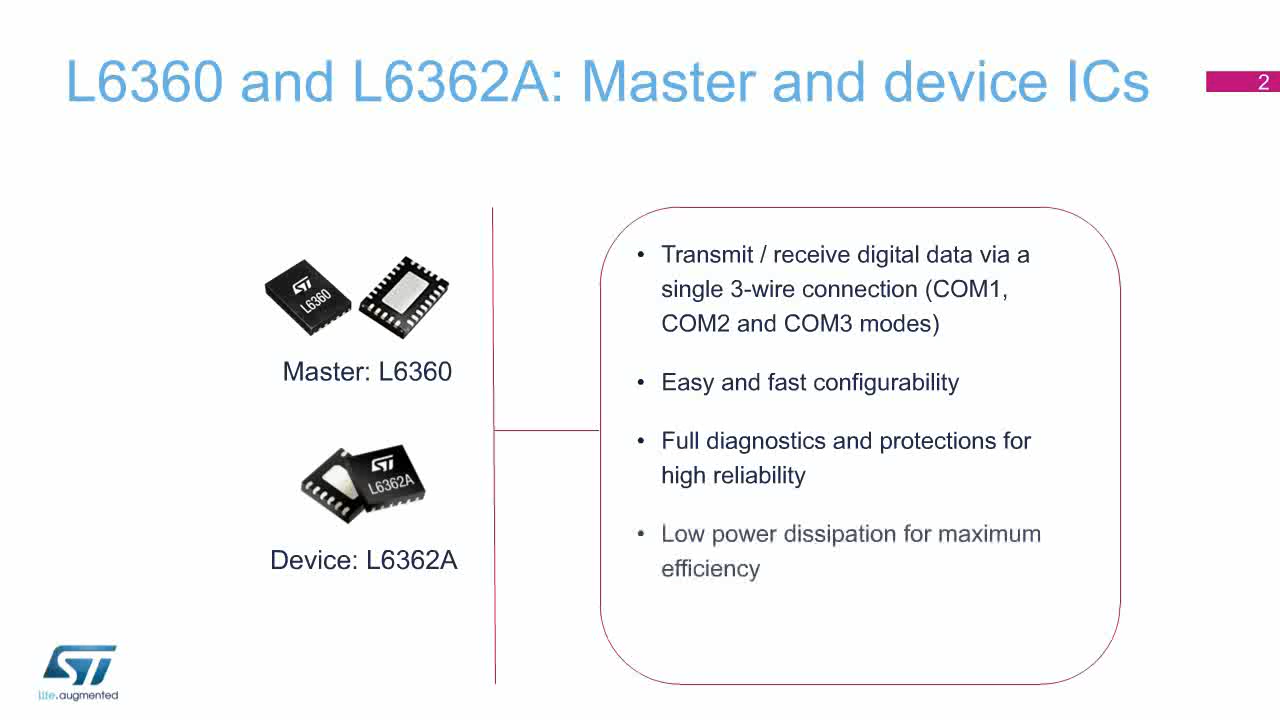 L6360 and L6362A: Master and device ICs
2
ST
L6360
Master: L6360
ST
L6362A
Device: L6362A
• Transmit / receive digital data via a
single 3-wire connection (COM1,
COM2 and COM3 modes)
• Easy and fast configurability
• Full diagnostics and protections for
high reliability
• Low power dissipation for maximum
efficiency
ST
life.augmented